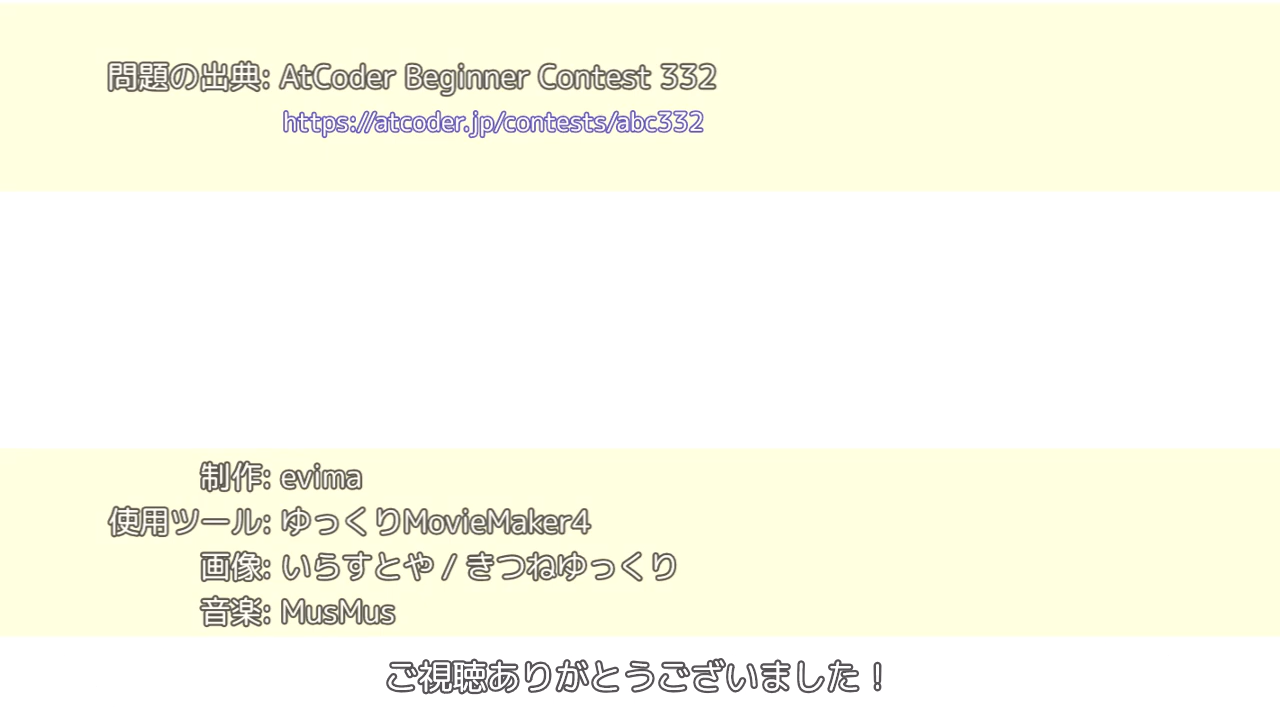 問題の出典: AtCoder Beginner Contest 332
https://atcoder.jp/contests/abc332
制作: evima
使用ツール: ゆっくりMovieMaker4
画像: いらすとや / きつねゆっくり
音楽: MusMus
ご視聴ありがとうございました！